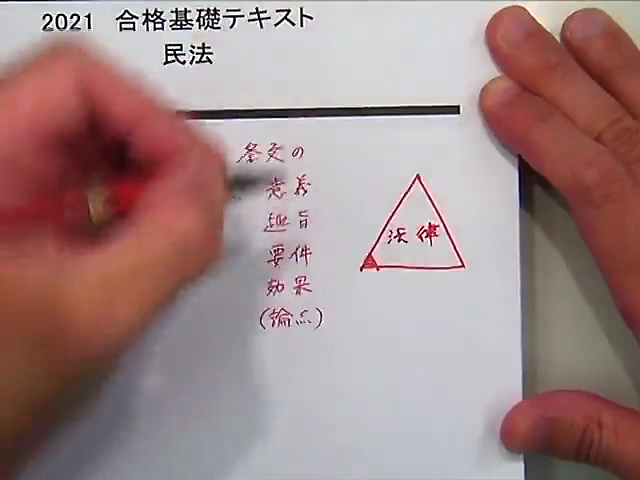 2021 合格基礎テキスト
民法
条文の
意義
趣旨
要件
効果
(論点)
法律